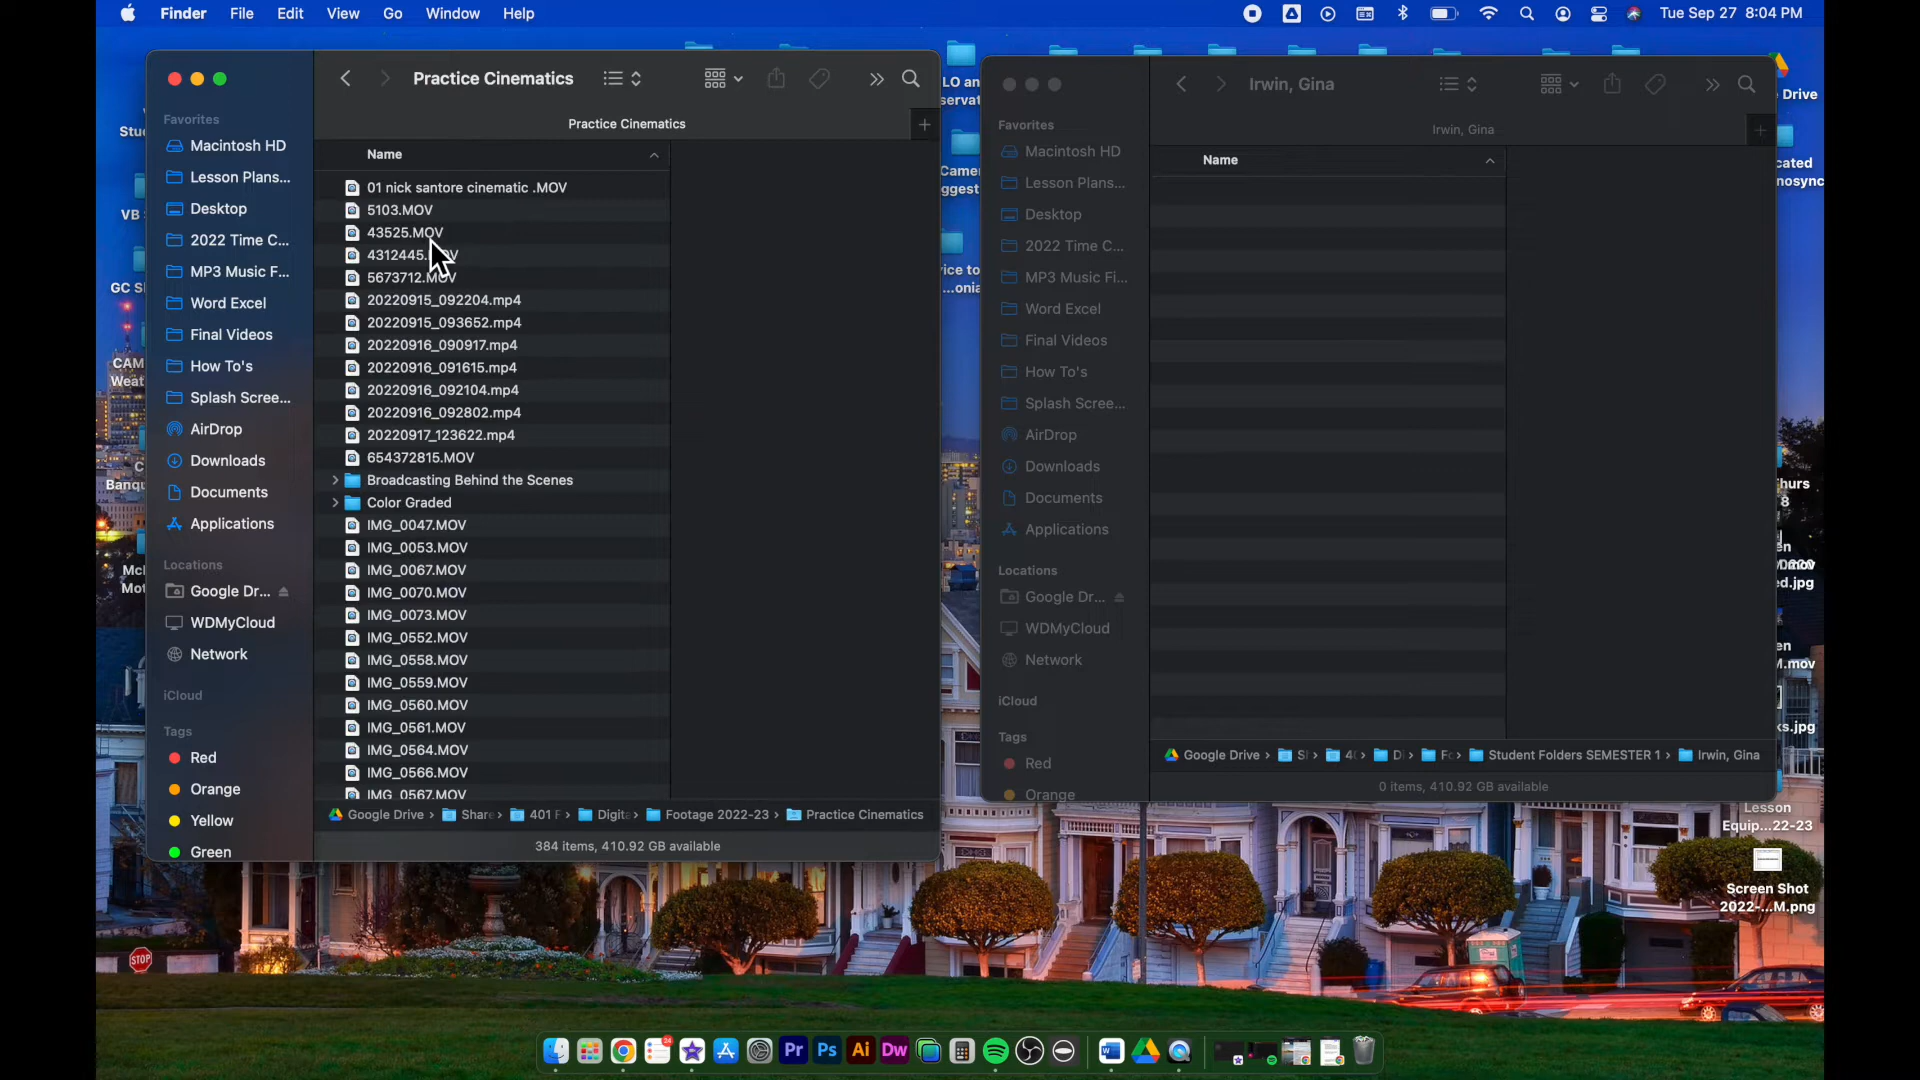 Finder File Edit View Go Window Help
Tue Sep 27 8:04 PM
Practice Cinematics
Practice Cinematics
Favorites
Macintosh HD
Lesson Plans...
Desktop
2022 Time C...
MP3 Music F...
Word Excel
Final Videos
How To's
Splash Scree...
AirDrop
Downloads
Documents
Applications
Locations
Google Dr...
WDMyCloud
Network
iCloud
Tags
Red
Orange
Yellow
Green
Name
01 nick santore cinematic .MOV
5103.MOV
43525.MOV
4312445.
5673712.MOV
20220915_092204.mp4
20220915_093652.mp4
20220916_090917.mp4
20220916_091615.mp4
20220916_092104.mp4
20220916_092802.mp4
20220917_123622.mp4
654372815.MOV
Broadcasting Behind the Scenes
Color Graded
IMG_0047.MOV
IMG_0053.MOV
IMG_0067.MOV
IMG_0070.MOV
IMG_0073.MOV
IMG_0552.MOV
IMG_0558.MOV
IMG_0559.MOV
IMG_0560.MOV
IMG_0561.MOV
IMG_0564.MOV
IMG_0566.MOV
IMG_0567.MOV
Google Drive › Share › 401 F › Digita › Footage 2022-23 › Practice Cinematics
384 items, 410.92 GB available
Irwin, Gina
Irwin, Gina
Favorites
Macintosh HD
Lesson Plans...
Desktop
2022 Time C...
MP3 Music Fi...
Word Excel
Final Videos
How To's
Splash Scree...
AirDrop
Downloads
Documents
Applications
Locations
Google Dr...
WDMyCloud
Network
iCloud
Tags
Red
Orange
Name
Google Drive › Student Folders SEMESTER 1 › Irwin, Gina
0 items, 410.92 GB available
LO an
Drive
Lesson
Equip...22-23
Screen Shot
2022-...M.png
STOP
Pr Ps Ai Dw